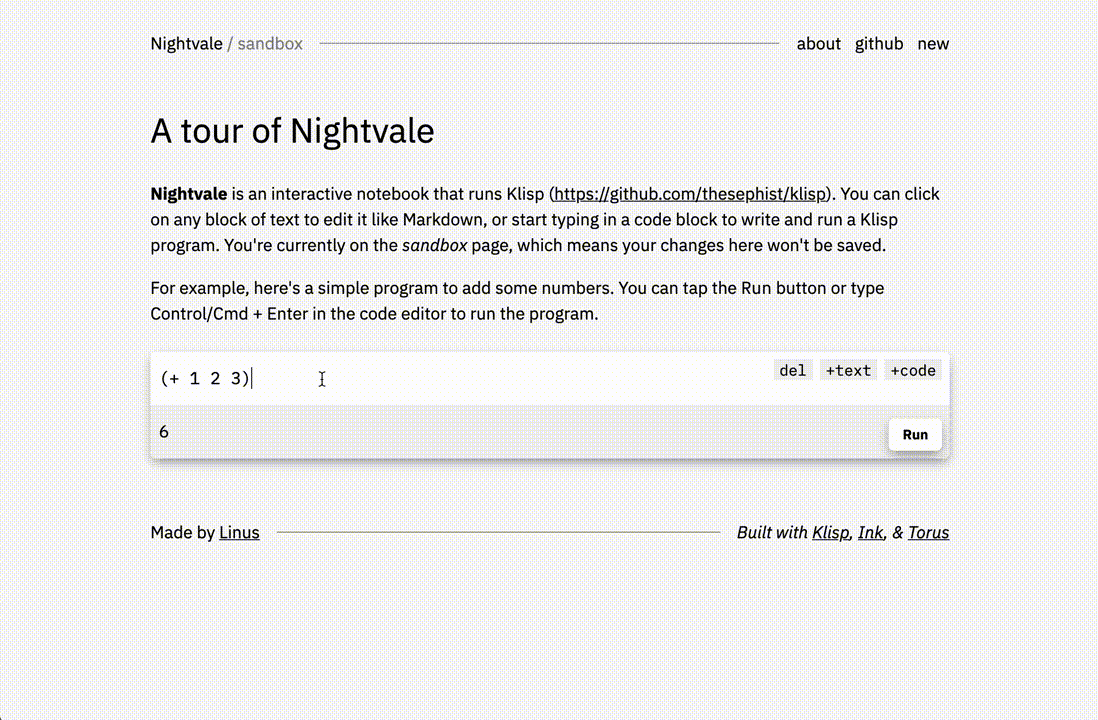 Nightvale / sandbox
about github new
A tour of Nightvale
Nightvale is an interactive notebook that runs Klisp (https://github.com/thesephist/klisp). You can click
on any block of text to edit it like Markdown, or start typing in a code block to write and run a Klisp
program. You're currently on the sandbox page, which means your changes here won't be saved.
For example, here's a simple program to add some numbers. You can tap the Run button or type
Control/Cmd + Enter in the code editor to run the program.
(+ 1 2 3)
del +text +code
6
Run
Made by Linus
Built with Klisp, Ink, & Torus